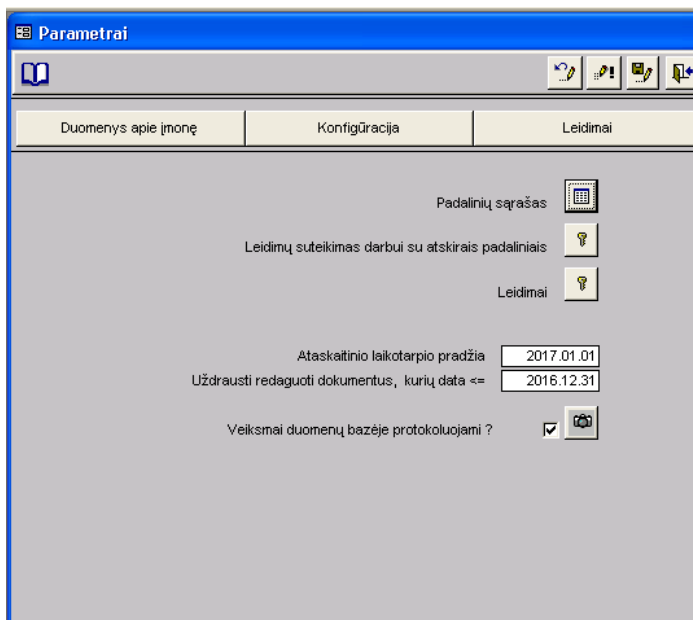 Parametrai
Duomenys apie įmonę
Konfigūracija
Leidimai
Padalinių sąrašas
Leidimų suteikimas darbui su atskirais padaliniais
Leidimai
Ataskaitinio laikotarpio pradžia 2017.01.01
Uždrausti redaguoti dokumentus, kurių data <= 2016.12.31
Veiksmai duomenų bazėje protokoluojami ?